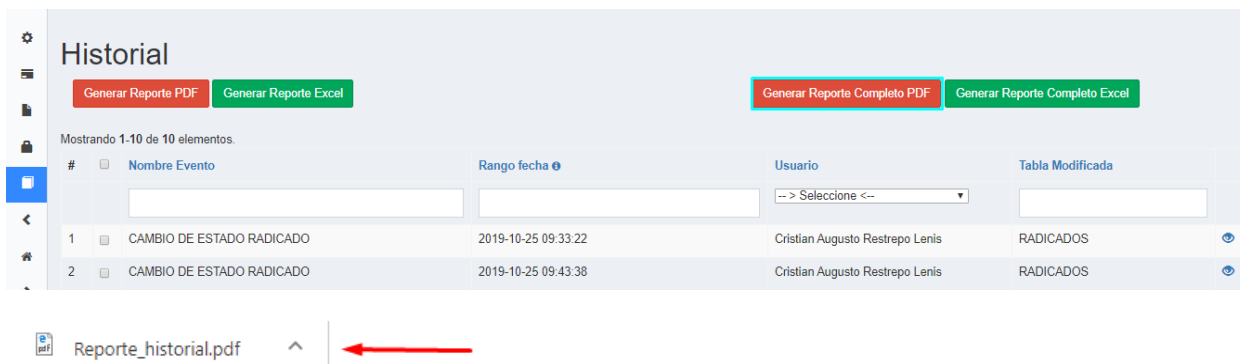 Historial
Generar Reporte PDF Generar Reporte Excel Generar Reporte Completo PDF Generar Reporte Completo Excel
Mostrando 1-10 de 10 elementos.
# Nombre Evento Rango fecha Usuario Tabla Modificada
-- > Seleccione <--
1 CAMBIO DE ESTADO RADICADO 2019-10-25 09:33:22 Cristian Augusto Restrepo Lenis RADICADOS
2 CAMBIO DE ESTADO RADICADO 2019-10-25 09:43:38 Cristian Augusto Restrepo Lenis RADICADOS
Reporte_historial.pdf